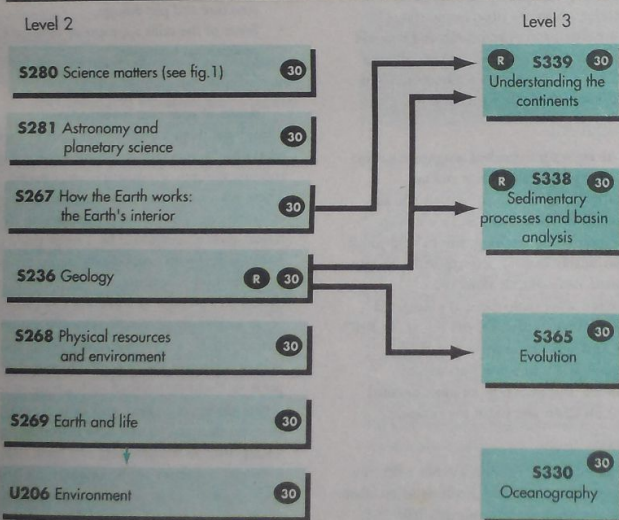 Level 2
Level 3
S280 Science matters (see fig.1) 30
S281 Astronomy and
planetary science 30
S267 How the Earth works:
the Earth's interior 30
S236 Geology R 30
S268 Physical resources
and environment 30
S269 Earth and life 30
U206 Environment 30
R S339 30
Understanding the
continents
R S338 30
Sedimentary
processes and basin
analysis
S365 30
Evolution
S330 30
Oceanography